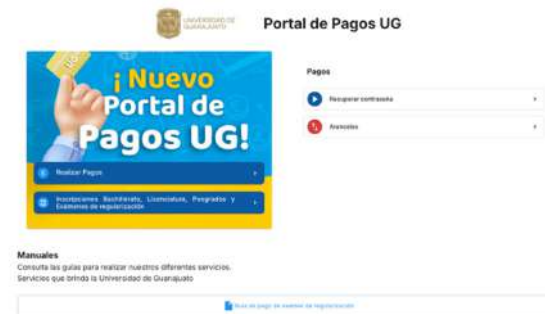 UNIVERSIDAD DE
GUANAJUATO
Portal de Pagos UG
UG
¡Nuevo
Portal de
Pagos UG!
Realizar Pagos
Inscripciones Bachillerato, Licenciatura, Posgrados y
Exámenes de regularización
Pagos
Recuperar contraseña
Aranceles
Manuales
Consulta las guías para realizar nuestros diferentes servicios.
Servicios que brinda la Universidad de Guanajuato
Guía de pago de examen de regularización